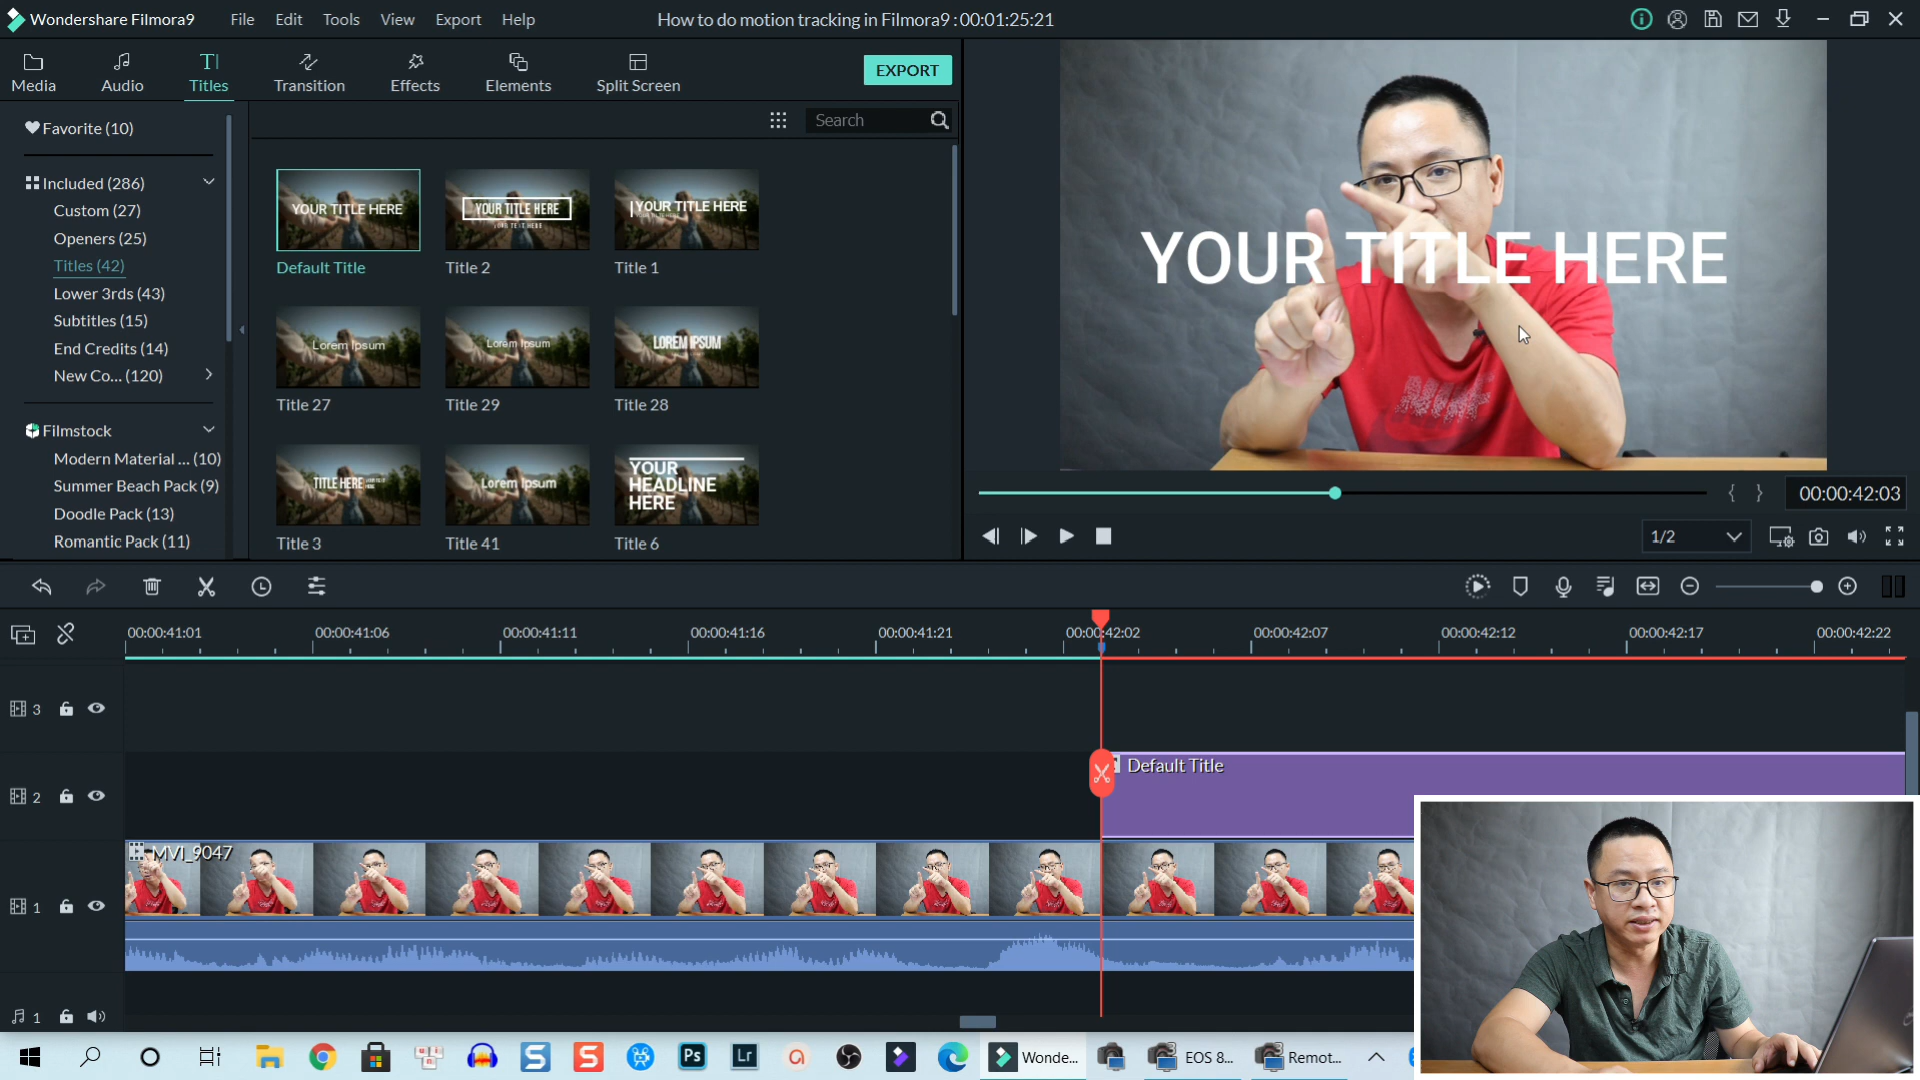 Wondershare Filmora9
File Edit Tools View Export Help
How to do motion tracking in Filmora9 : 00:01:25:21
Media
Audio
Titles
Transition
Effects
Elements
Split Screen
EXPORT
Favorite (10)
Included (286)
Custom (27)
Openers (25)
Titles (42)
Lower 3rds (43)
Subtitles (15)
End Credits (14)
New Co... (120)
Filmstock
Modern Material ... (10)
Summer Beach Pack (9)
Doodle Pack (13)
Romantic Pack (11)
Search
YOUR TITLE HERE
Default Title
YOUR TITLE HERE
Title 2
YOUR TITLE HERE
Title 1
Lorem Ipsum
Title 27
Lorem Ipsum
Title 29
LOREM IPSUM
Title 28
TITLE HERE
Title 3
Lorem Ipsum
Title 41
YOUR
HEADLINE
HERE
Title 6
YOUR TITLE HERE
00:00:42:03
1/2
00:00:41:01
00:00:41:06
00:00:41:11
00:00:41:16
00:00:41:21
00:00:42:02
00:00:42:07
00:00:42:12
00:00:42:17
00:00:42:22
3
2
Default Title
1
MVI_9047
1
Ps
Lr
Wonde...
EOS 8...
Remot...